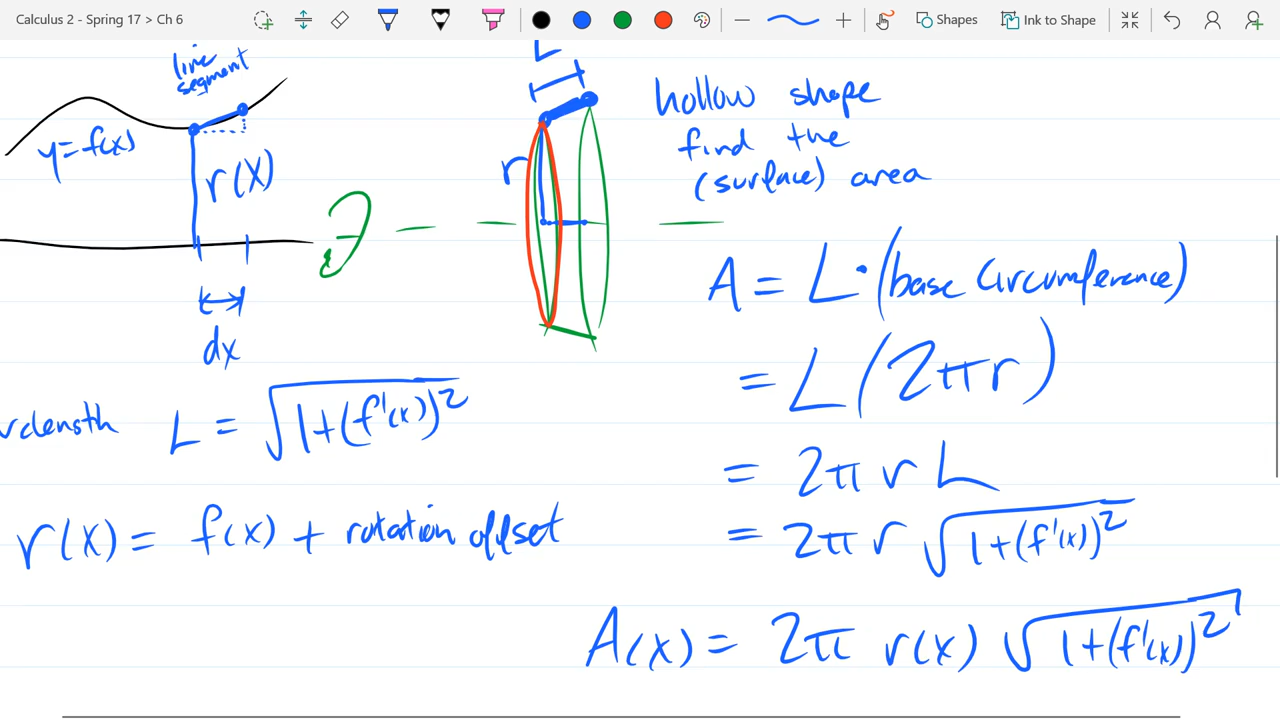 Calculus 2 - Spring 17 > Ch 6
Shapes
Ink to Shape
line
segment
y=f(x)
r(x)
dx
L
r
hollow shape
find the
(surface) area
A = L·(base circumference)
= L(2πr)
= 2πrL
= 2πr √(1+(f'(x))²)
rclength L = √(1+(f'(x))²)
r(x) = f(x) + rotation offset
A(x) = 2π r(x) √(1+(f'(x))²)